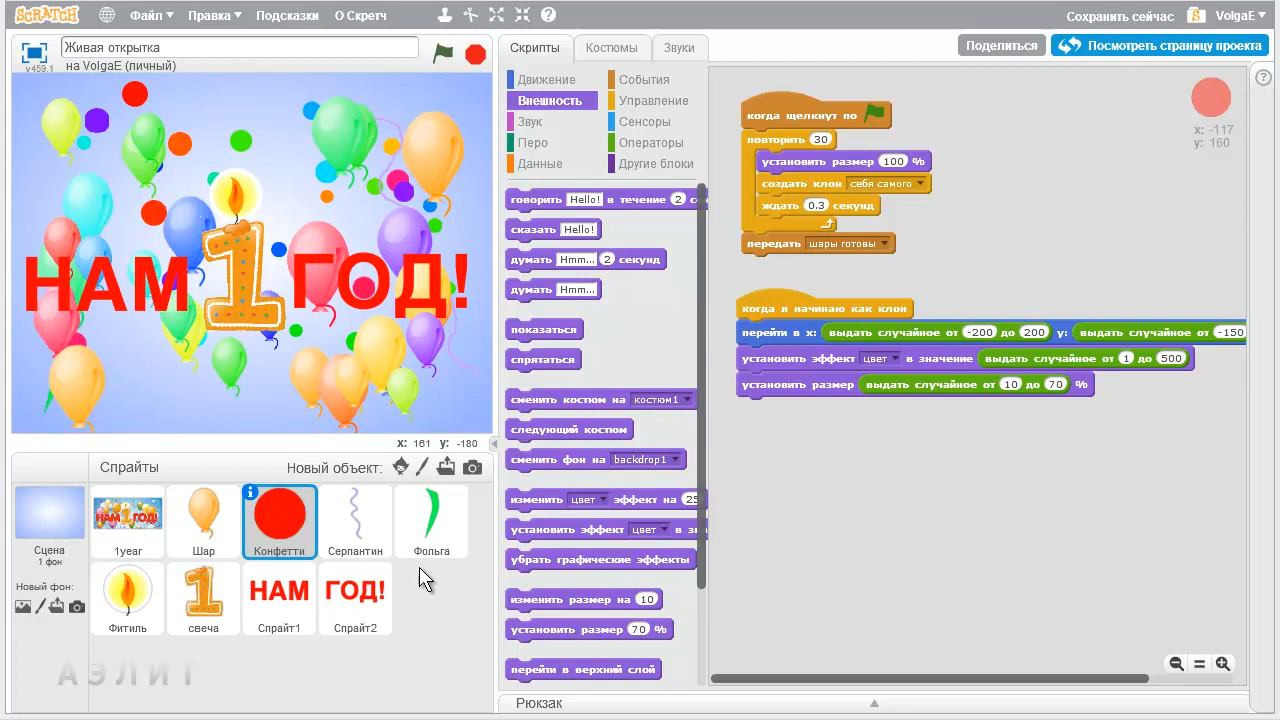 SCRATCH
Файл
Правка
Подсказки
О Скретч
Сохранить сейчас
VolgaE
v459.1
Живая открытка
на VolgaE (личный)
НАМ 1 ГОД!
x: 161 y: -180
Скрипты
Костюмы
Звуки
Поделиться
Посмотреть страницу проекта
Движение
Внешность
Звук
Перо
Данные
События
Управление
Сенсоры
Операторы
Другие блоки
говорить Hello! в течение 2 с
сказать Hello!
думать Hmm... 2 секунд
думать Hmm...
показаться
спрятаться
сменить костюм на костюм1
следующий костюм
сменить фон на backdrop1
изменить цвет эффект на 25
установить эффект цвет в зн
убрать графические эффекты
изменить размер на 10
установить размер 70 %
перейти в верхний слой
когда щелкнут по
повторить 30
установить размер 100 %
создать клон себя самого
ждать 0.3 секунд
передать шары готовы
когда я начинаю как клон
перейти в x: выдать случайное от -200 до 200 y: выдать случайное от -150
установить эффект цвет в значение выдать случайное от 1 до 500
установить размер выдать случайное от 10 до 70 %
x: -117
y: 160
Спрайты
Новый объект:
Сцена
1 фон
Новый фон:
НАМ 1 ГОД!
1year
Шар
Конфетти
Серпантин
Фольга
Фитиль
свеча
НАМ
Спрайт1
ГОД!
Спрайт2
АЭЛИТ
Рюкзак